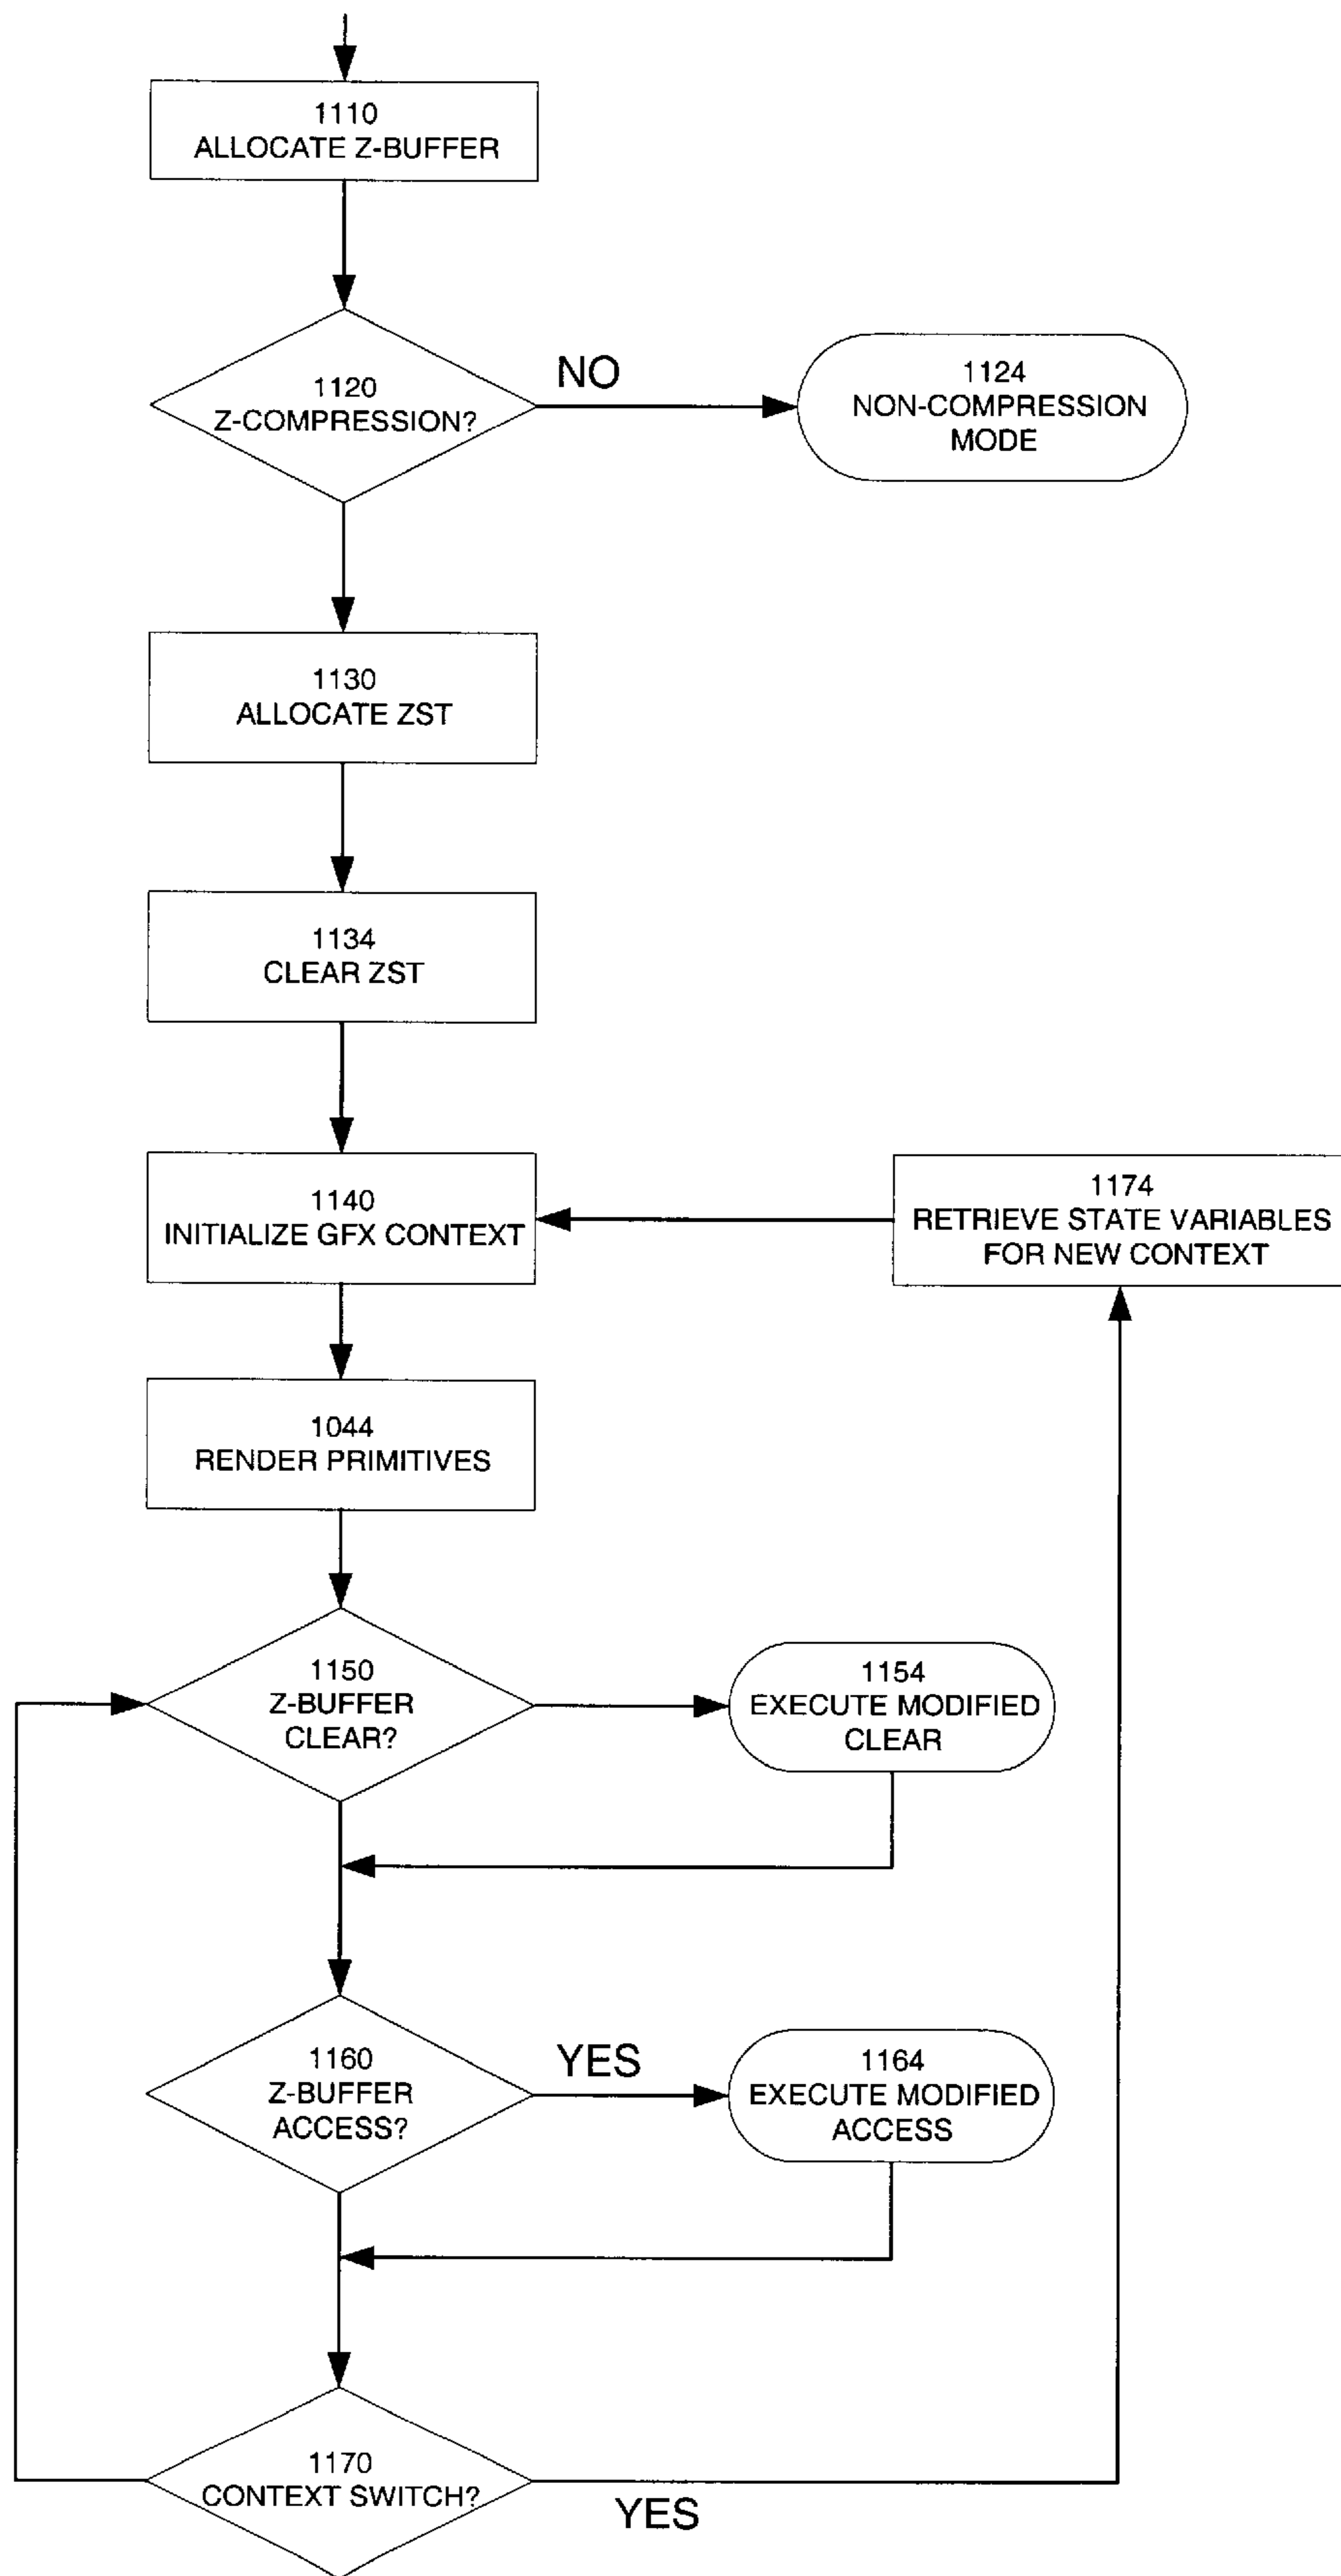 1110
ALLOCATE Z-BUFFER
1120
Z-COMPRESSION?
NO
1124
NON-COMPRESSION
MODE
1130
ALLOCATE ZST
1134
CLEAR ZST
1140
INITIALIZE GFX CONTEXT
1174
RETRIEVE STATE VARIABLES
FOR NEW CONTEXT
1044
RENDER PRIMITIVES
1150
Z-BUFFER
CLEAR?
1154
EXECUTE MODIFIED
CLEAR
1160
Z-BUFFER
ACCESS?
YES
1164
EXECUTE MODIFIED
ACCESS
1170
CONTEXT SWITCH?
YES